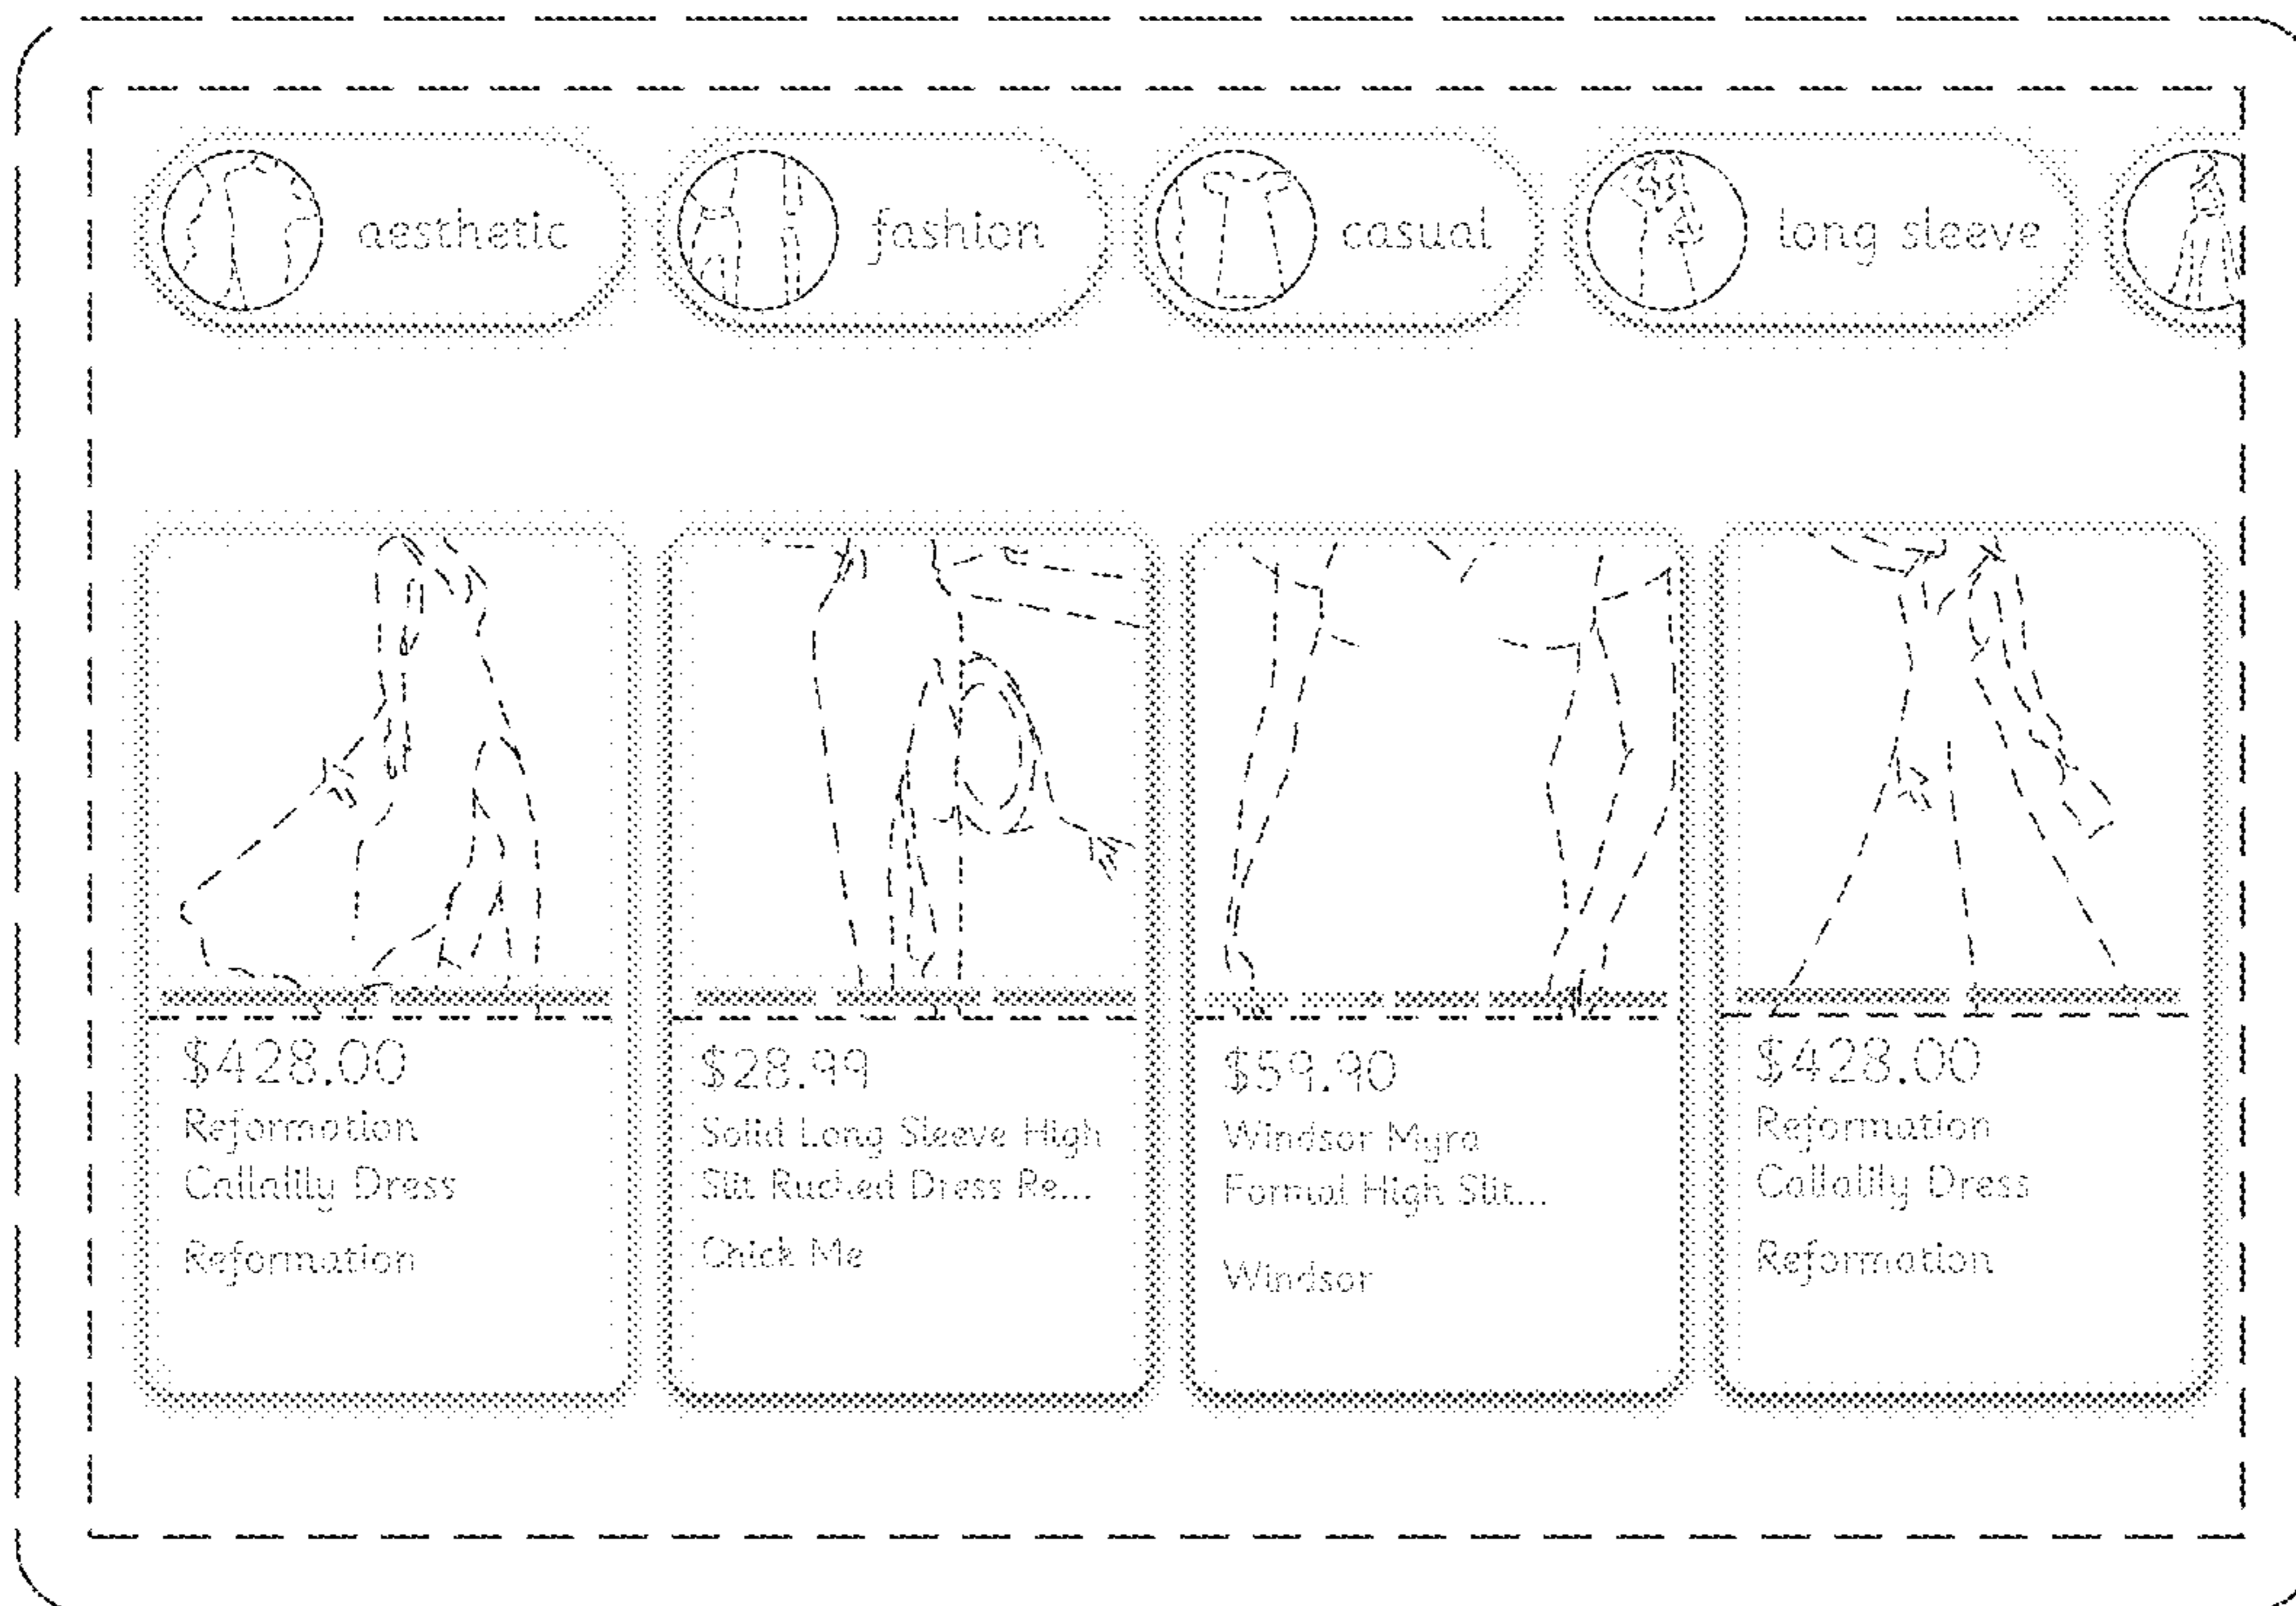 aesthetic
fashion
casual
long sleeve
$428.00
Reformation
Callalily Dress
Reformation
$28.99
Solid Long Sleeve High
Slit Ruched Dress Re...
Chick Me
$59.90
Windsor Myra
Formal High Slit...
Windsor
$428.00
Reformation
Callalily Dress
Reformation